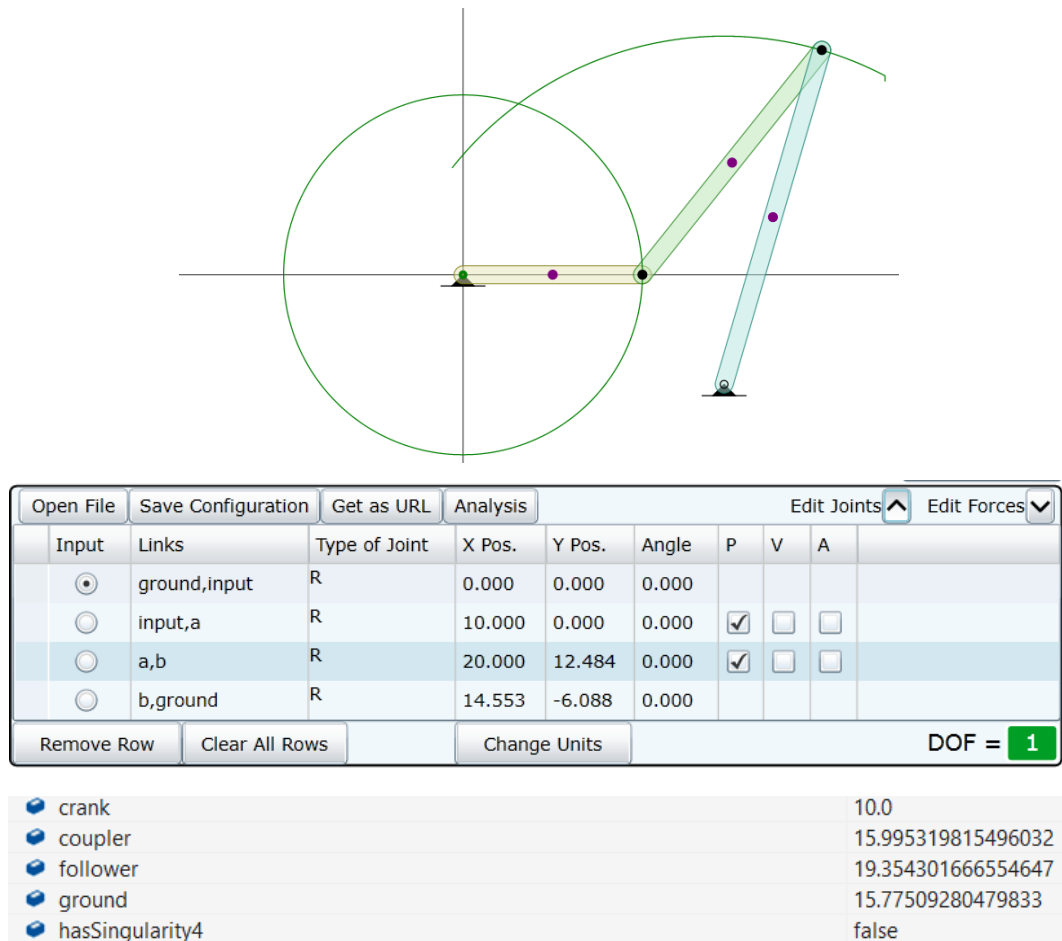 Open File Save Configuration Get as URL Analysis Edit Joints Edit Forces
Input Links Type of Joint X Pos. Y Pos. Angle P V A
ground,input R 0.000 0.000 0.000
input,a R 10.000 0.000 0.000
a,b R 20.000 12.484 0.000
b,ground R 14.553 -6.088 0.000
Remove Row Clear All Rows Change Units DOF = 1
crank 10.0
coupler 15.995319815496032
follower 19.354301666554647
ground 15.77509280479833
hasSingularity4 false